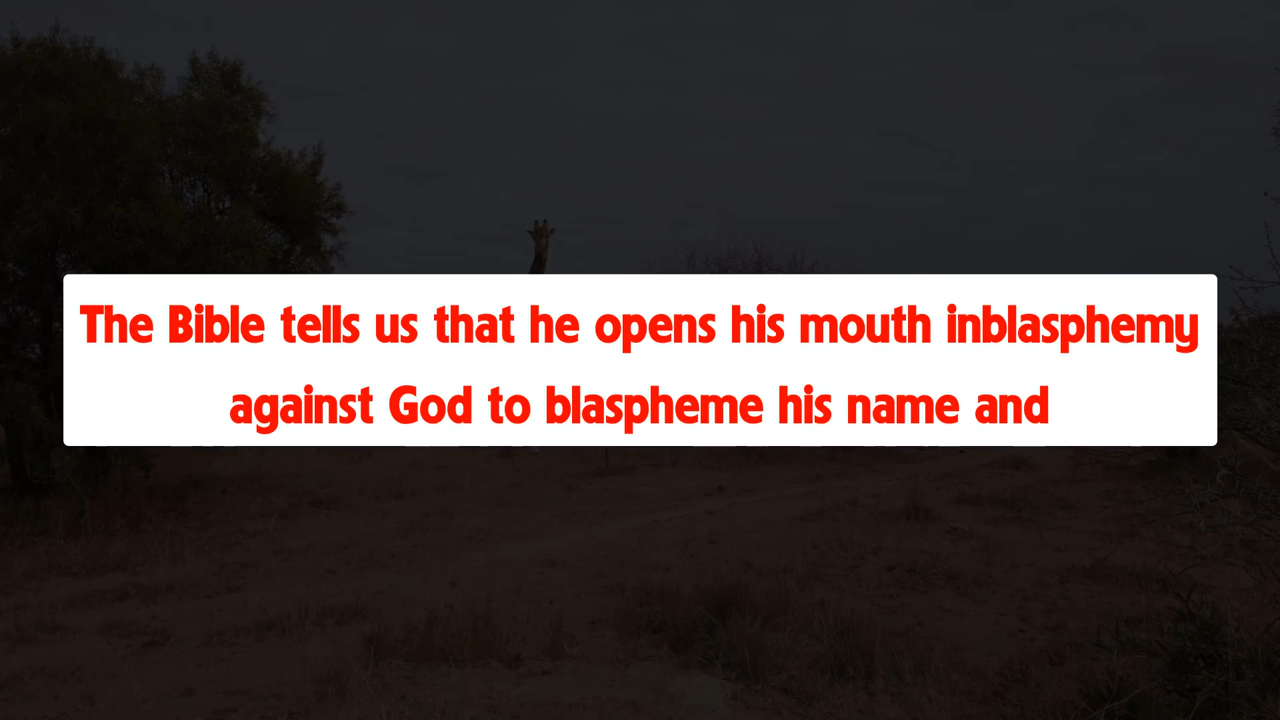 The Bible tells us that he opens his mouth inblasphemy
against God to blaspheme his name and